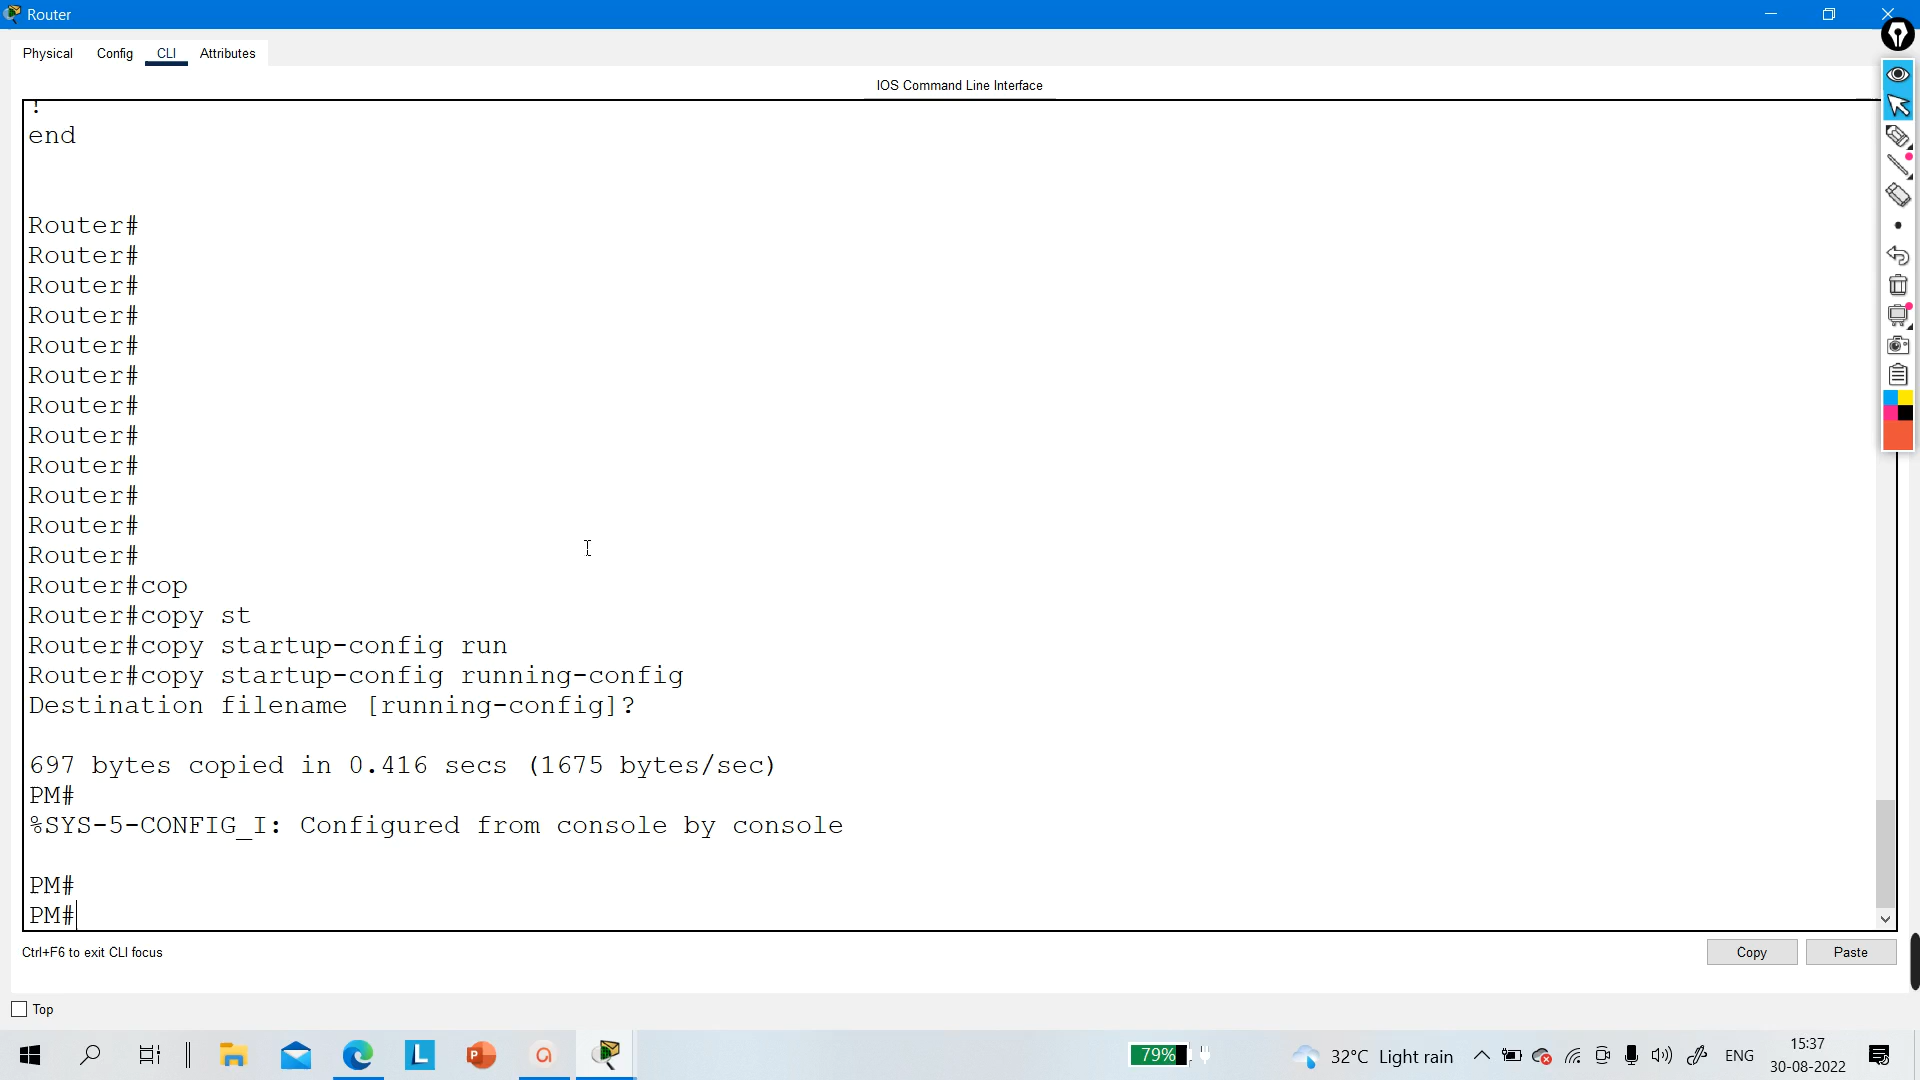 Router
Physical Config CLI Attributes
IOS Command Line Interface
!
end
Router#
Router#
Router#
Router#
Router#
Router#
Router#
Router#
Router#
Router#
Router#
Router#
Router#cop
Router#copy st
Router#copy startup-config run
Router#copy startup-config running-config
Destination filename [running-config]?
697 bytes copied in 0.416 secs (1675 bytes/sec)
PM#
%SYS-5-CONFIG_I: Configured from console by console
PM#
PM#
Ctrl+F6 to exit CLI focus
Copy Paste
Top
79% 32°C Light rain ENG 15:37
30-08-2022